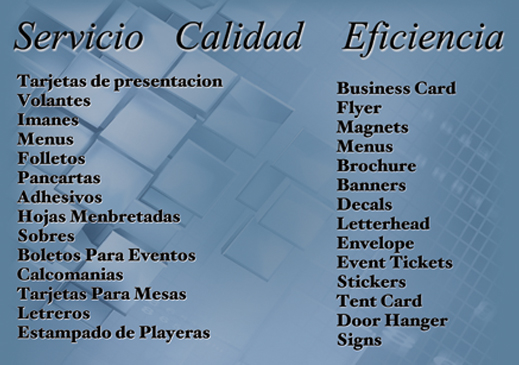 Servicio Calidad Eficiencia
Tarjetas de presentacion
Volantes
Imanes
Menus
Folletos
Pancartas
Adhesivos
Hojas Menbretadas
Sobres
Boletos Para Eventos
Calcomanias
Tarjetas Para Mesas
Letreros
Estampado de Playeras
Business Card
Flyer
Magnets
Menus
Brochure
Banners
Decals
Letterhead
Envelope
Event Tickets
Stickers
Tent Card
Door Hanger
Signs